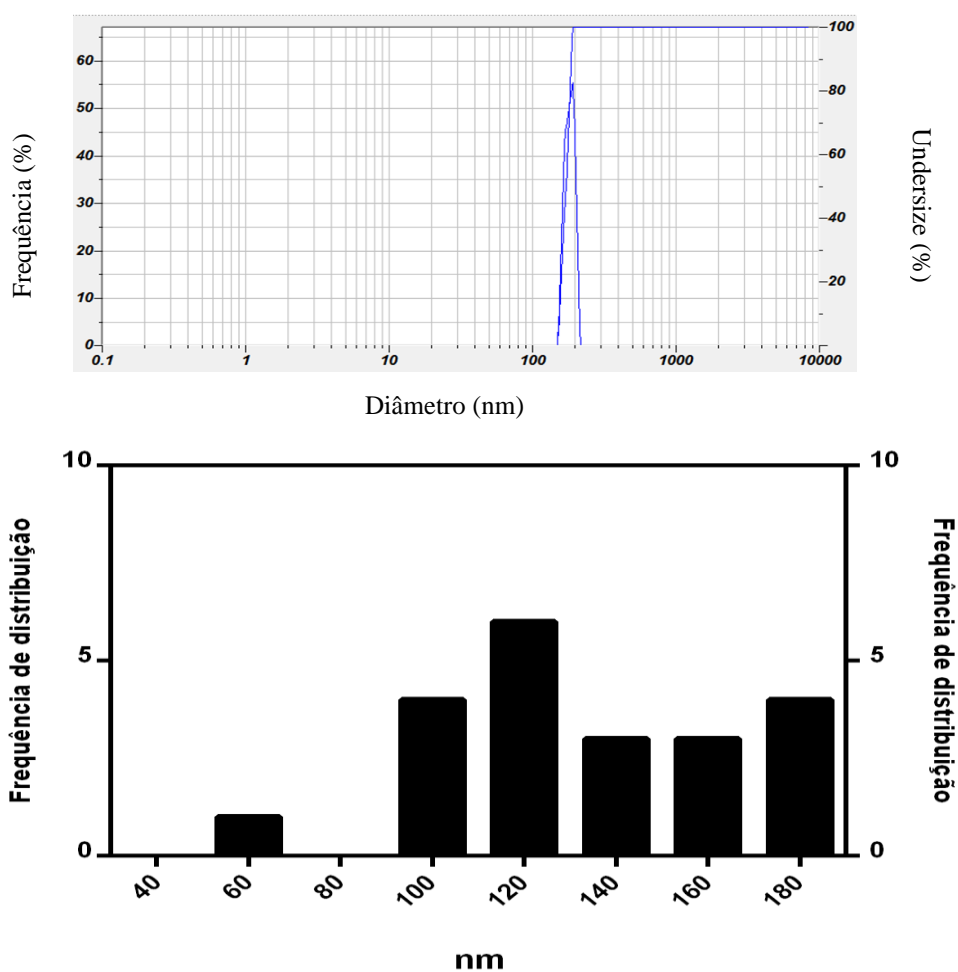 Frequência (%)
60
50
40
30
20
10
0
100
80
60
40
20
Undersize (%)
0.1 1 10 100 1000 10000
Diâmetro (nm)
Frequência de distribuição
10
5
0
10
5
0
Frequência de distribuição
40 60 80 100 120 140 160 180
nm